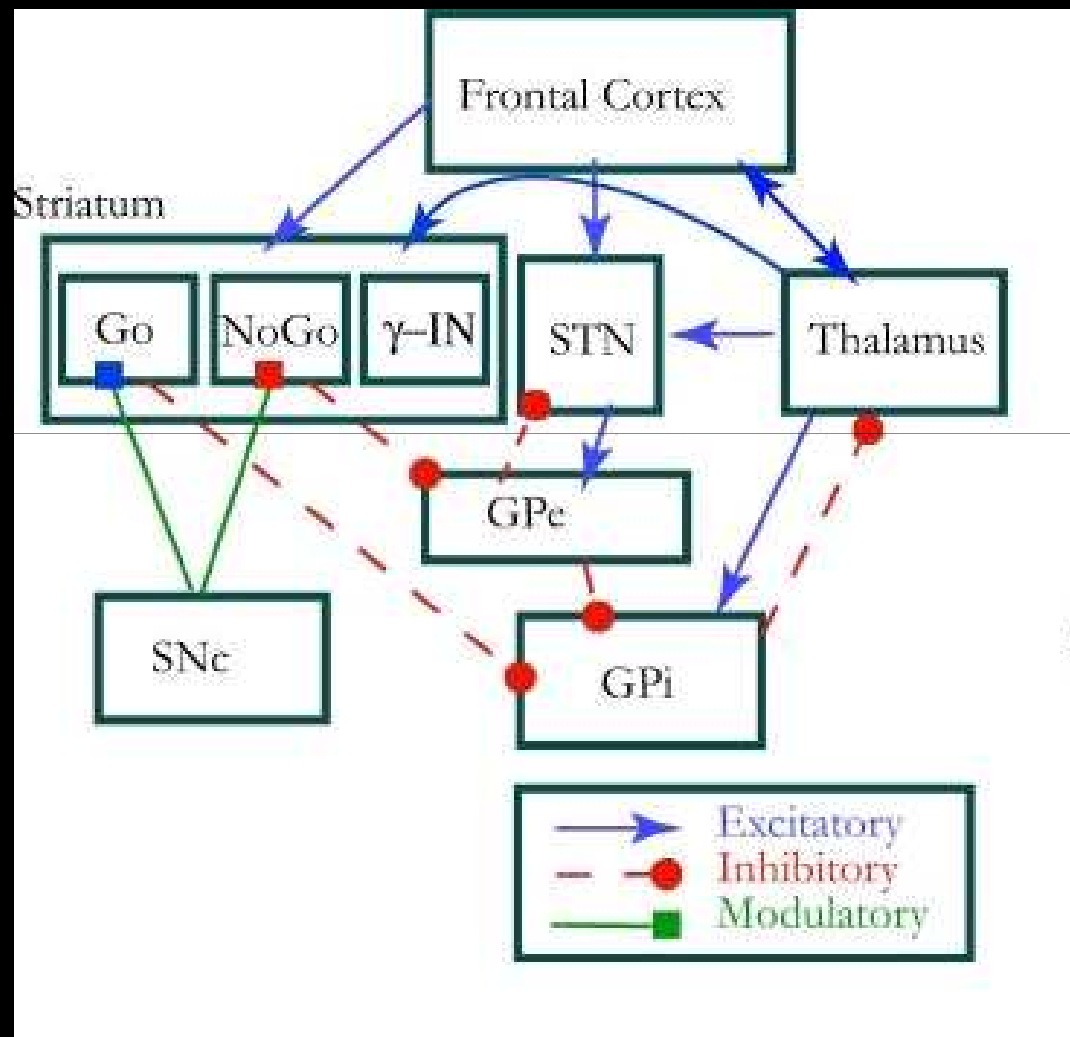 Frontal Cortex
Striatum
Go
NoGo
γ–IN
STN
Thalamus
GPe
SNc
GPi
Excitatory
Inhibitory
Modulatory